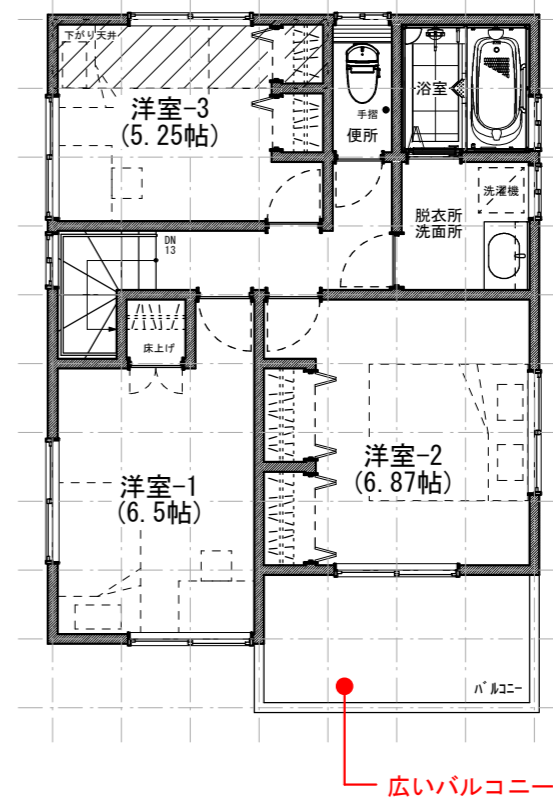 下がり天井
洋室-3
(5.25帖)
手摺
便所
浴室
洗濯機
脱衣所
洗面所
DN
13
床上げ
洋室-1
(6.5帖)
洋室-2
(6.87帖)
バルコニー
広いバルコニー